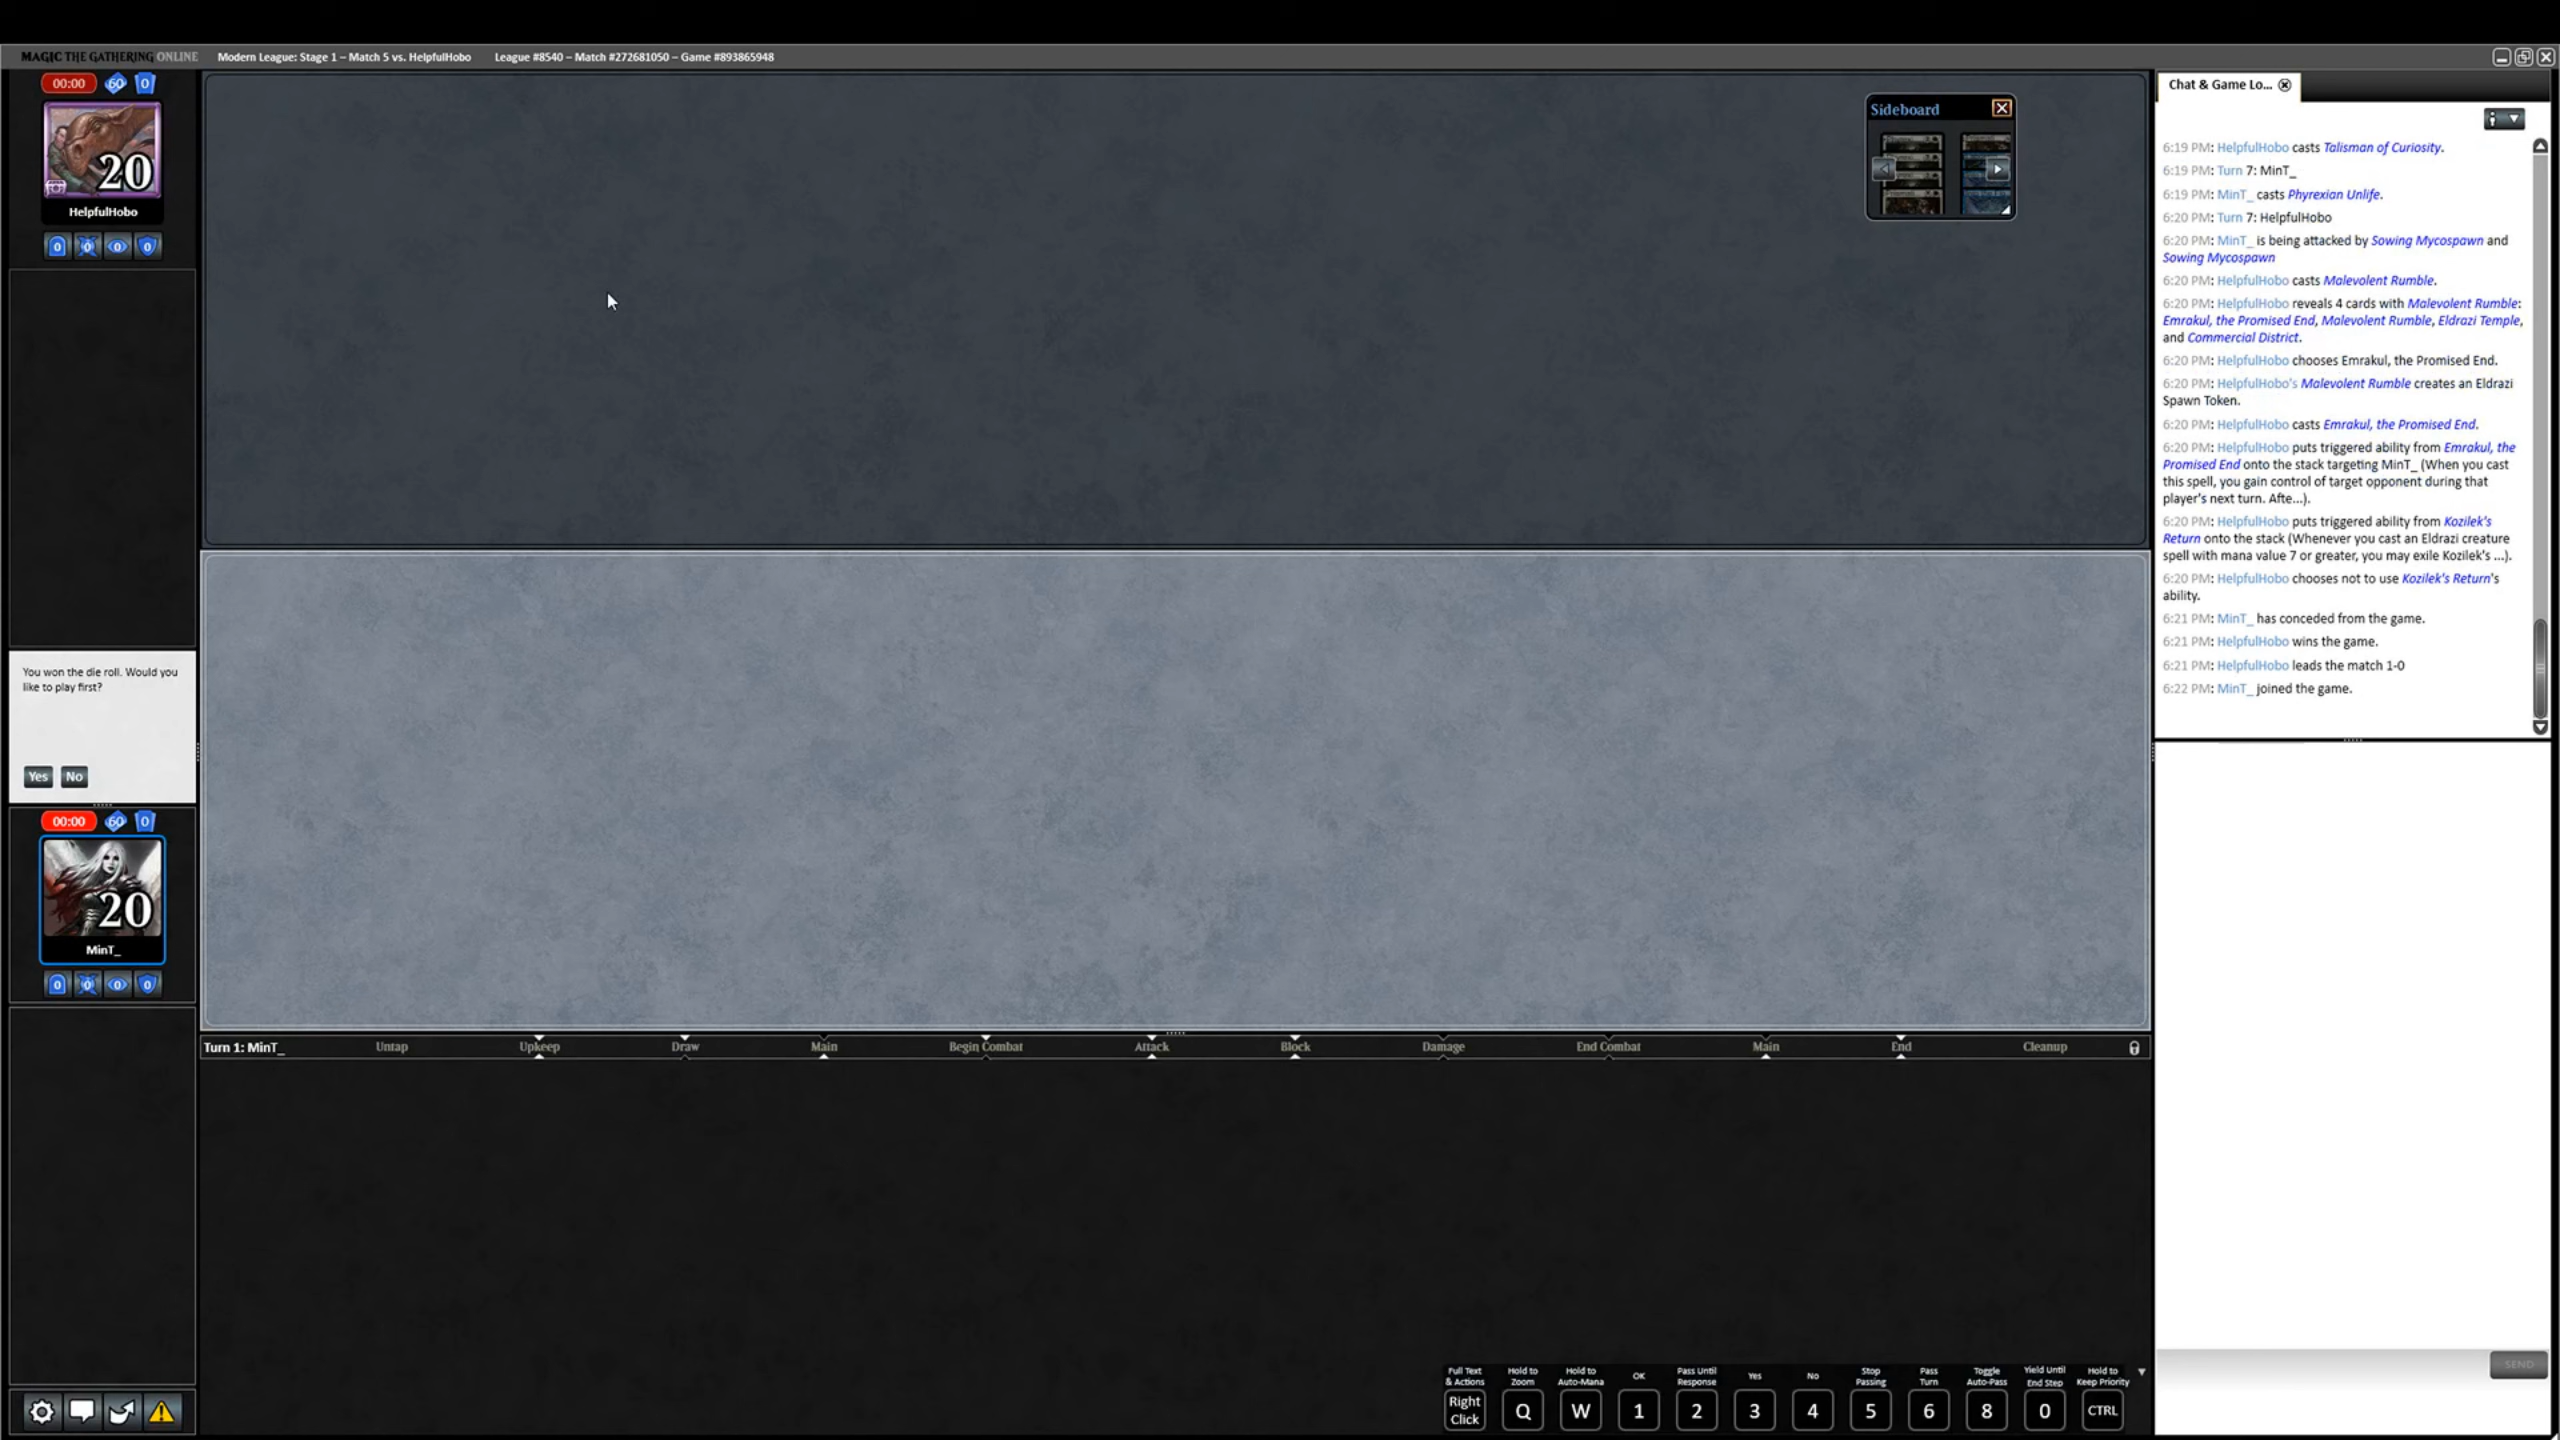 MAGIC THE GATHERING ONLINE Modern League: Stage 1 – Match 5 vs. HelpfulHobo League #8540 – Match #272681050 – Game #893865948
00:00 60 0
20
HelpfulHobo
0 0 0 0
You won the die roll. Would you
like to play first?
Yes No
00:00 60 0
20
MinT_
0 0 0 0
Sideboard
Turn 1: MinT_ Untap Upkeep Draw Main Begin Combat Attack Block Damage End Combat Main End Cleanup
Full Text
& Actions
Right
Click
Hold to
Zoom
Q
Hold to
Auto-Mana
W
OK
1
Pass Until
Response
2
Yes
3
No
4
Stop
Passing
5
Pass
Turn
6
Toggle
Auto-Pass
8
Yield Until
End Step
0
Hold to
Keep Priority
CTRL
Chat & Game Lo...
6:19 PM: HelpfulHobo casts Talisman of Curiosity.
6:19 PM: Turn 7: MinT_
6:19 PM: MinT_ casts Phyrexian Unlife.
6:20 PM: Turn 7: HelpfulHobo
6:20 PM: MinT_ is being attacked by Sowing Mycospawn and
Sowing Mycospawn
6:20 PM: HelpfulHobo casts Malevolent Rumble.
6:20 PM: HelpfulHobo reveals 4 cards with Malevolent Rumble:
Emrakul, the Promised End, Malevolent Rumble, Eldrazi Temple,
and Commercial District.
6:20 PM: HelpfulHobo chooses Emrakul, the Promised End.
6:20 PM: HelpfulHobo's Malevolent Rumble creates an Eldrazi
Spawn Token.
6:20 PM: HelpfulHobo casts Emrakul, the Promised End.
6:20 PM: HelpfulHobo puts triggered ability from Emrakul, the
Promised End onto the stack targeting MinT_ (When you cast
this spell, you gain control of target opponent during that
player's next turn. Afte...).
6:20 PM: HelpfulHobo puts triggered ability from Kozilek's
Return onto the stack (Whenever you cast an Eldrazi creature
spell with mana value 7 or greater, you may exile Kozilek's ...).
6:20 PM: HelpfulHobo chooses not to use Kozilek's Return's
ability.
6:21 PM: MinT_ has conceded from the game.
6:21 PM: HelpfulHobo wins the game.
6:21 PM: HelpfulHobo leads the match 1-0
6:22 PM: MinT_ joined the game.
SEND